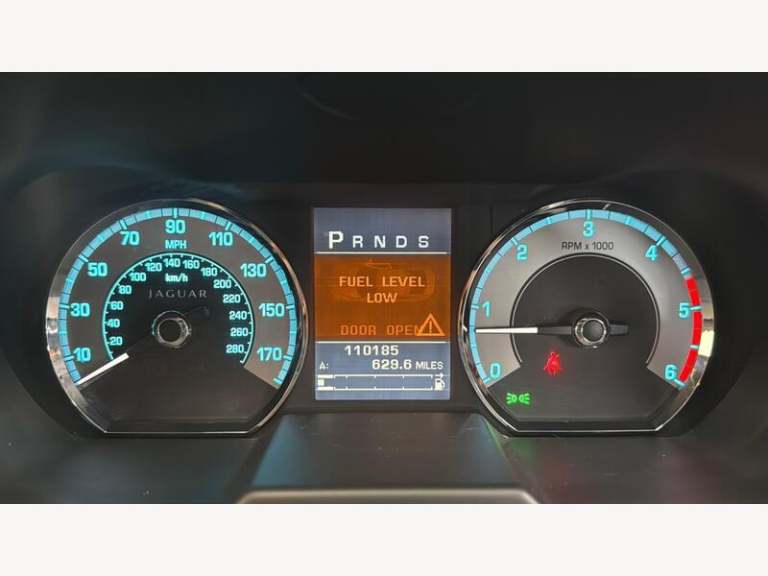 10 30 50 70 90 110 130 150 170
MPH
20 40 60 80 100 120 140 160 180 200 220 240 260 280
km/h
JAGUAR
P R N D S
FUEL LEVEL
LOW
DOOR OPEN
110185
A: 629.6 MILES
0 1 2 3 4 5 6
RPM x 1000